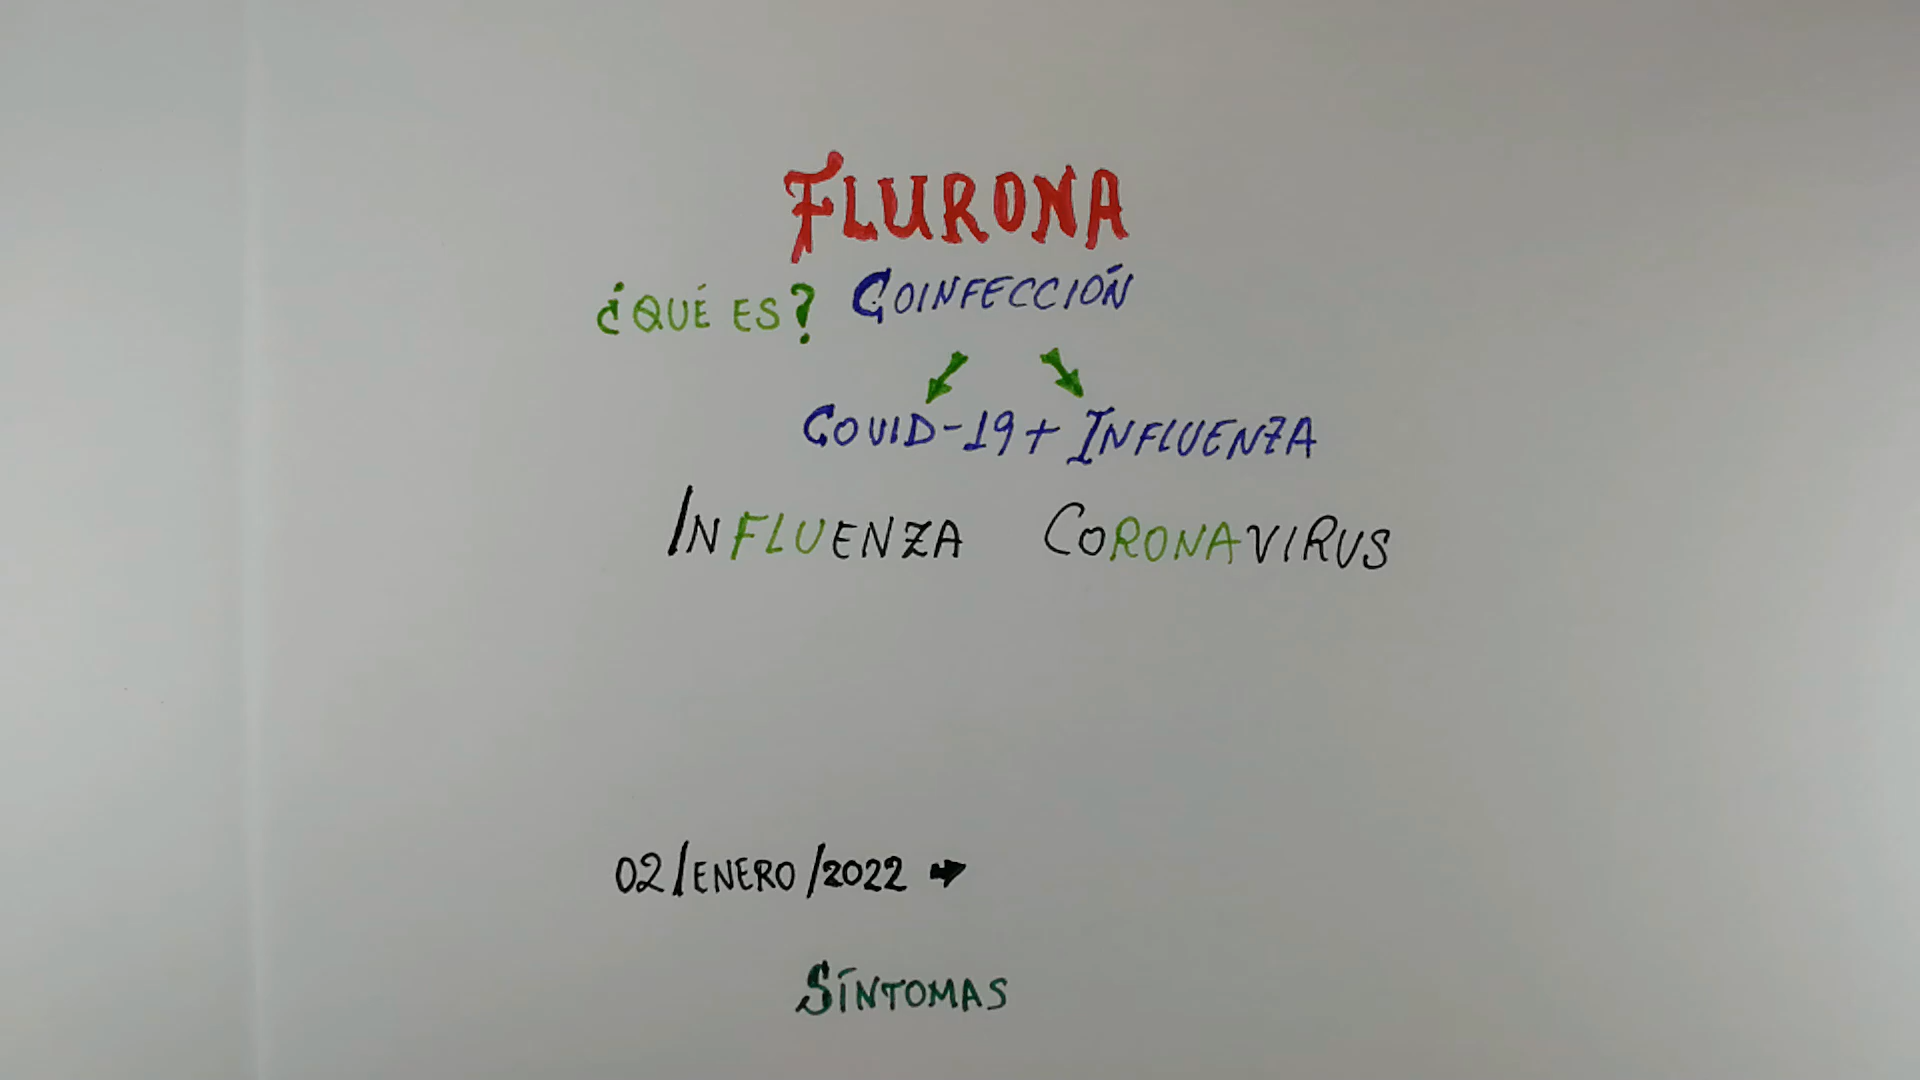 FLURONA
¿QUÉ ES? COINFECCIÓN
COVID-19 + INFLUENZA
INFLUENZA CORONAVIRUS
02/ENERO/2022 →
SÍNTOMAS